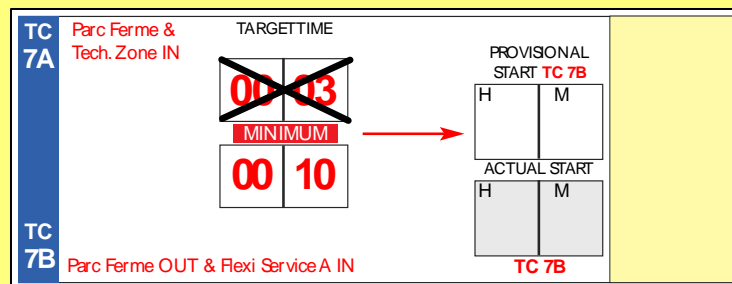 TC
7A
Parc Ferme &
Tech. Zone IN
TARGETTIME
00 03
MINIMUM
00 10
PROVISIONAL
START TC 7B
H M
ACTUAL START
H M
TC 7B
TC
7B
Parc Ferme OUT & Flexi Service A IN